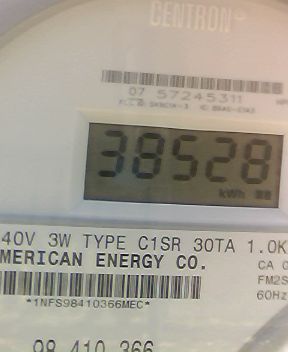 CENTRON®
07 57245311
38528
kWh
40V 3W TYPE C1SR 30TA 1.0K
MERICAN ENERGY CO.
CA
FM2S
60Hz
*1NFS98410366MEC*
98 410 366